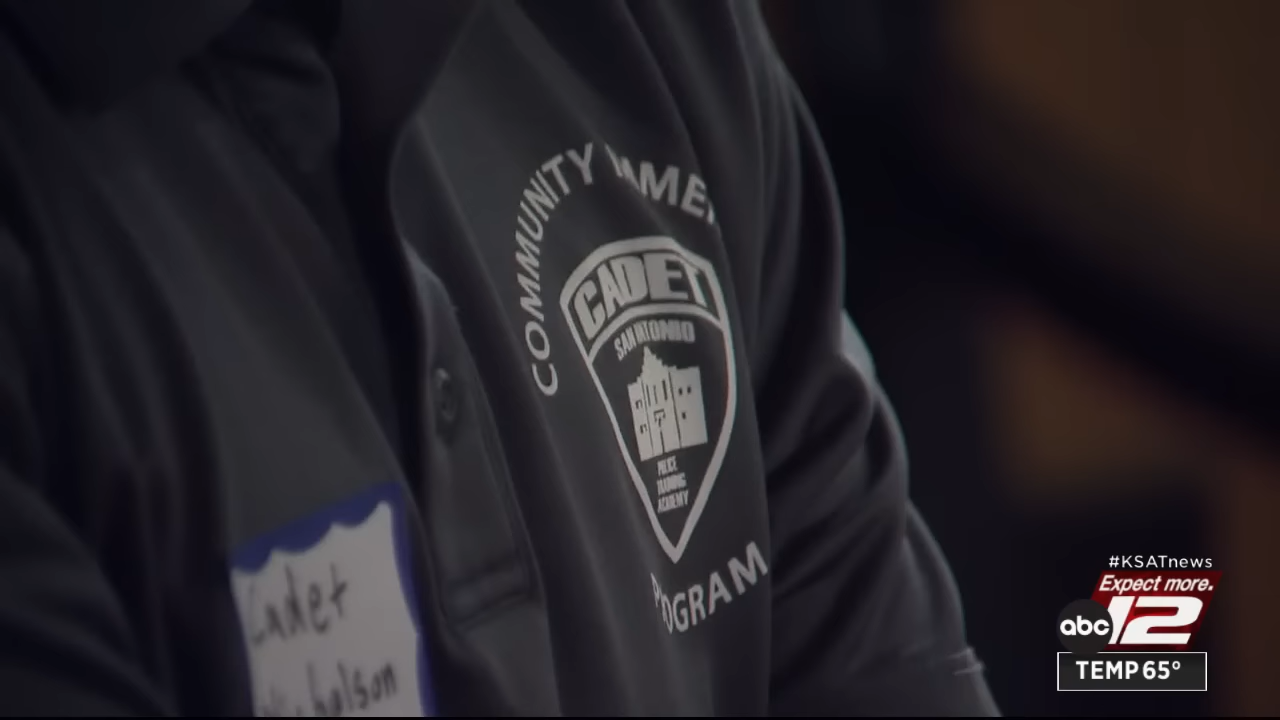 COMMUNITY
CADET
SAN ANTONIO
POLICE
TRAINING
ACADEMY
PROGRAM
Cadet
#KSATnews
Expect more.
abc 12
TEMP 65°